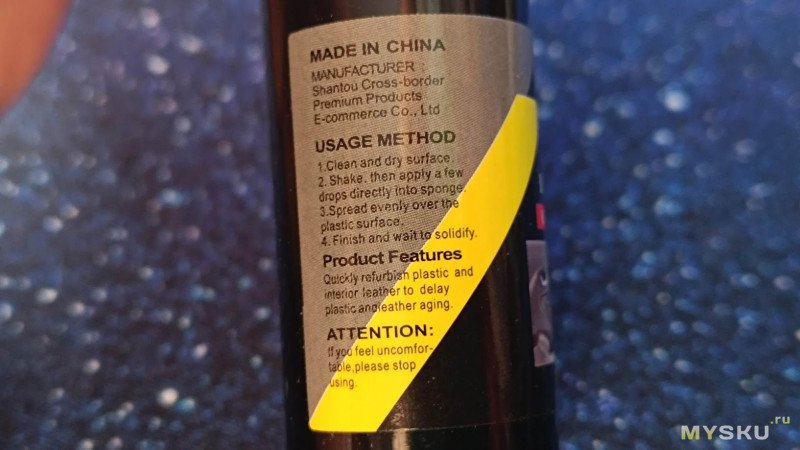 MADE IN CHINA
MANUFACTURER :
Shantou Cross-border
Premium Products
E-commerce Co., Ltd
USAGE METHOD
1.Clean and dry surface.
2. Shake, then apply a few
drops directly into sponge.
3.Spread evenly over the
plastic surface.
4. Finish and wait to solidify.
Product Features
Quickly refurbish plastic and
interior leather to delay
plastic andleather aging.
ATTENTION:
If you feel uncomfor-
table,please stop
using.
MYSKU.ru